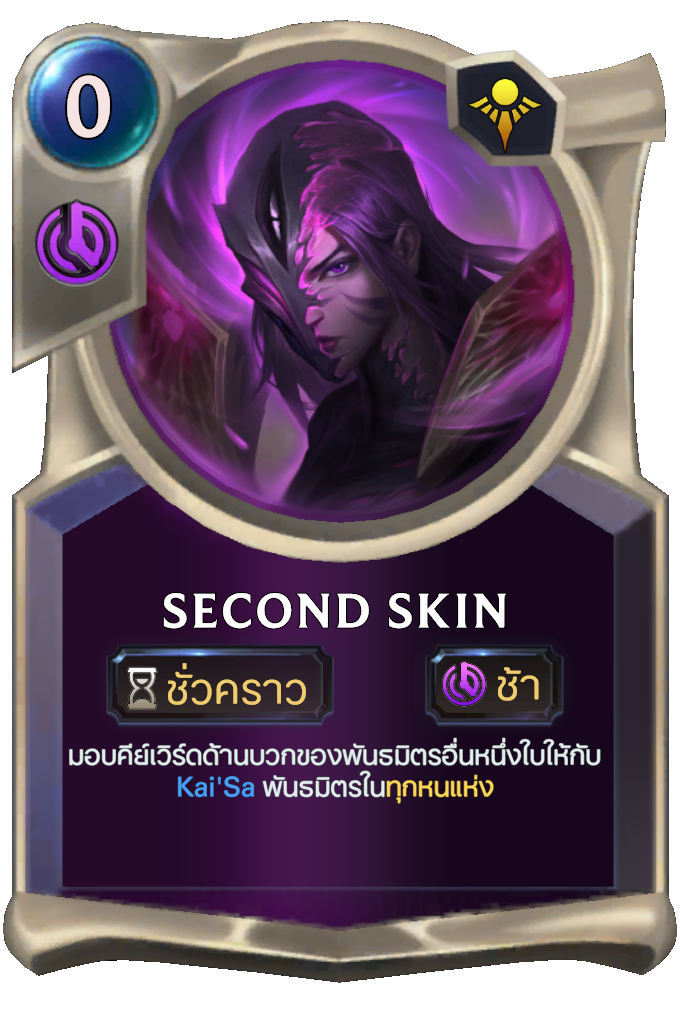 0
SECOND SKIN
ชั่วคราว
ช้า
มอบคีย์เวิร์ดด้านบวกของพันธมิตรอื่นหนึ่งใบให้กับ
Kai'Sa พันธมิตรในทุกหนแห่ง